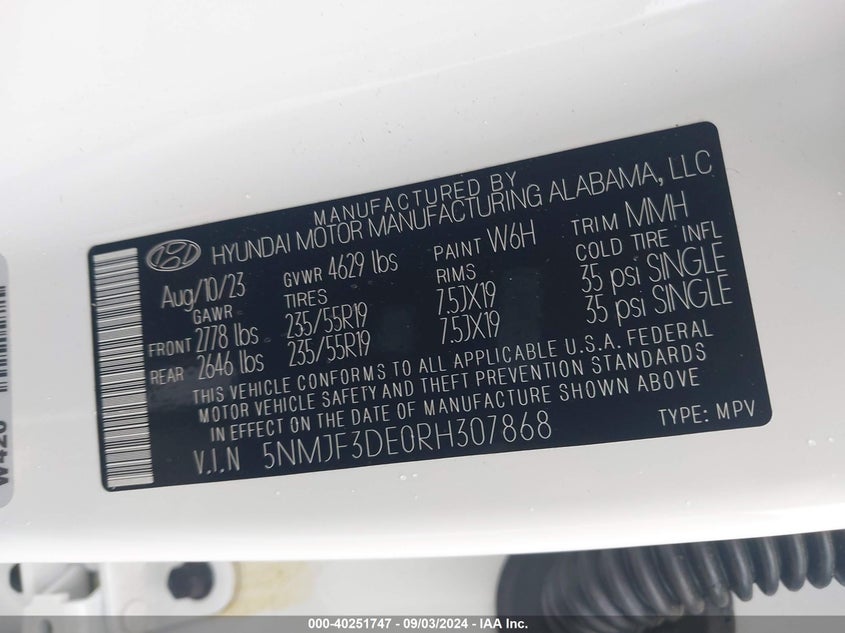 MANUFACTURED BY
HYUNDAI MOTOR MANUFACTURING ALABAMA, LLC
Aug/10/23 GVWR 4629 lbs PAINT W6H TRIM MMH
GAWR TIRES RIMS COLD TIRE INFL
FRONT 2778 lbs 235/55R19 7.5JX19 35 psi SINGLE
REAR 2646 lbs 235/55R19 7.5JX19 35 psi SINGLE
THIS VEHICLE CONFORMS TO ALL APPLICABLE U.S.A. FEDERAL
MOTOR VEHICLE SAFETY AND THEFT PREVENTION STANDARDS
IN EFFECT ON THE DATE OF MANUFACTURE SHOWN ABOVE
V.I.N 5NMJF3DE0RH307868 TYPE: MPV
000-40251747 - 09/03/2024 - © IAA Inc.